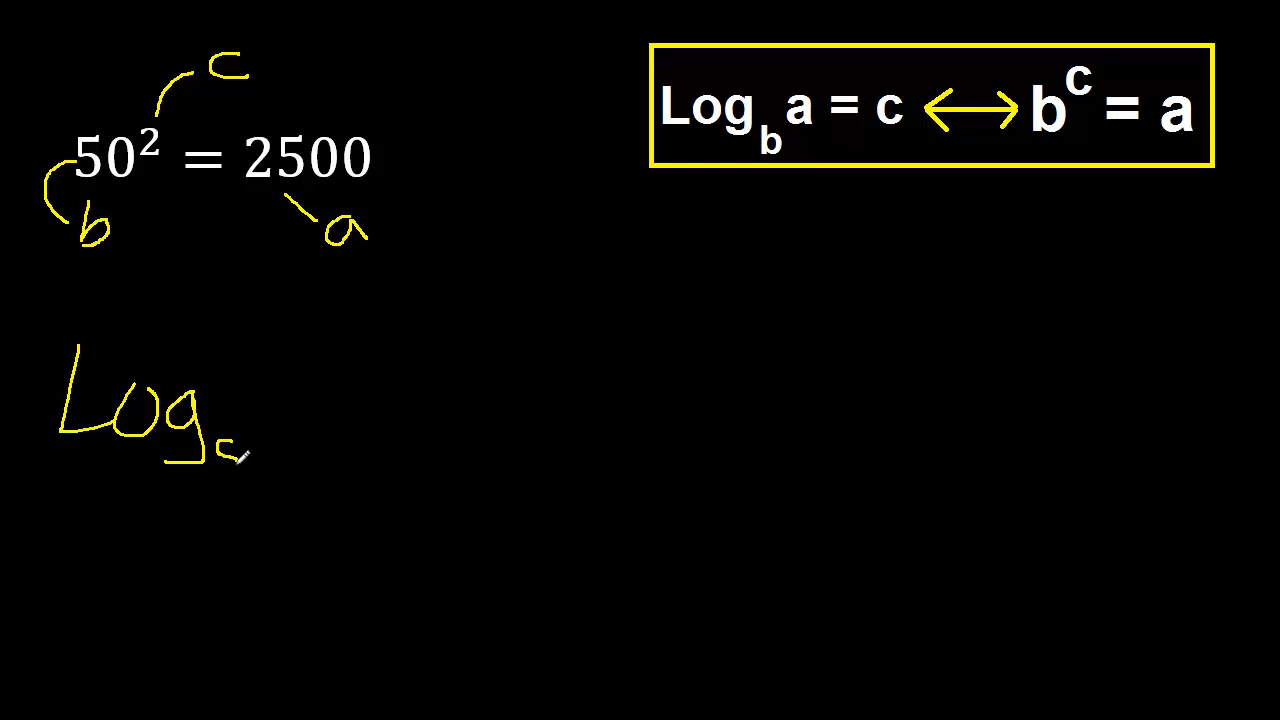 c
50² = 2500
b
a
Log_b a = c ↔ b^c = a
Log